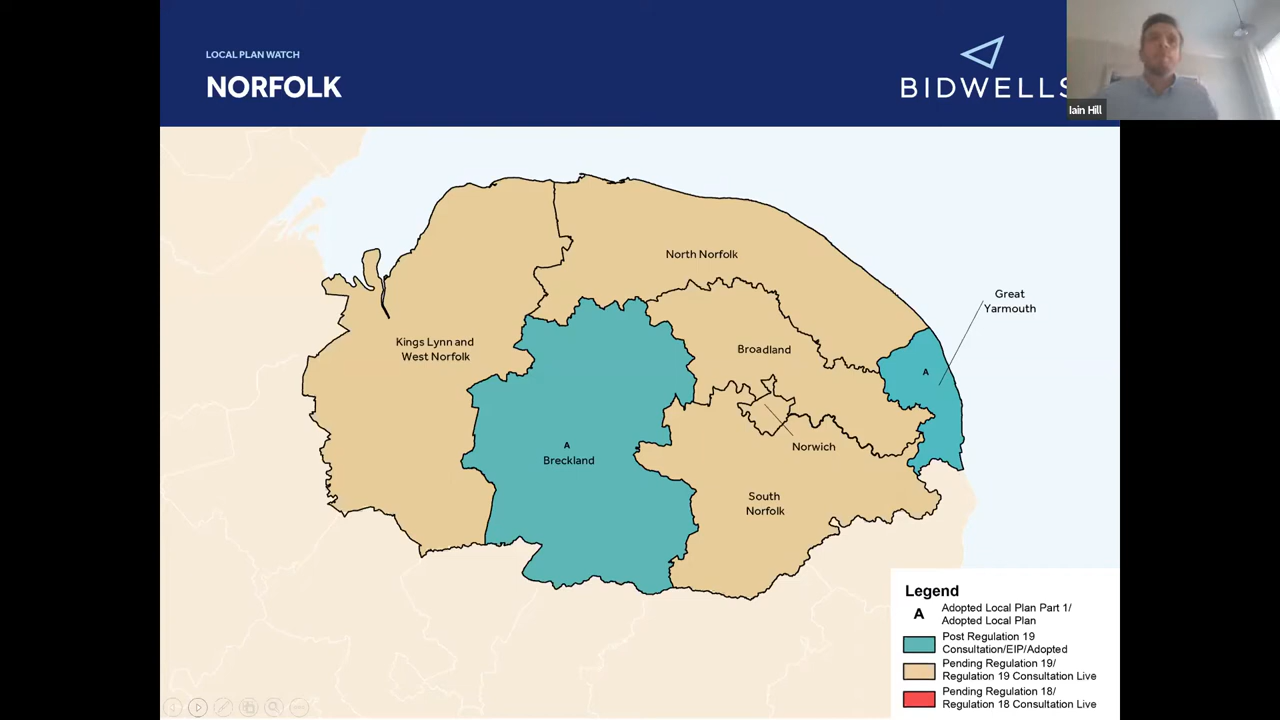 LOCAL PLAN WATCH
NORFOLK
BIDWELLS
Iain Hill
North Norfolk
Great
Yarmouth
Kings Lynn and
West Norfolk
Broadland
A
A
Breckland
Norwich
South
Norfolk
Legend
A
Adopted Local Plan Part 1/
Adopted Local Plan
Post Regulation 19
Consultation/EIP/Adopted
Pending Regulation 19/
Regulation 19 Consultation Live
Pending Regulation 18/
Regulation 18 Consultation Live